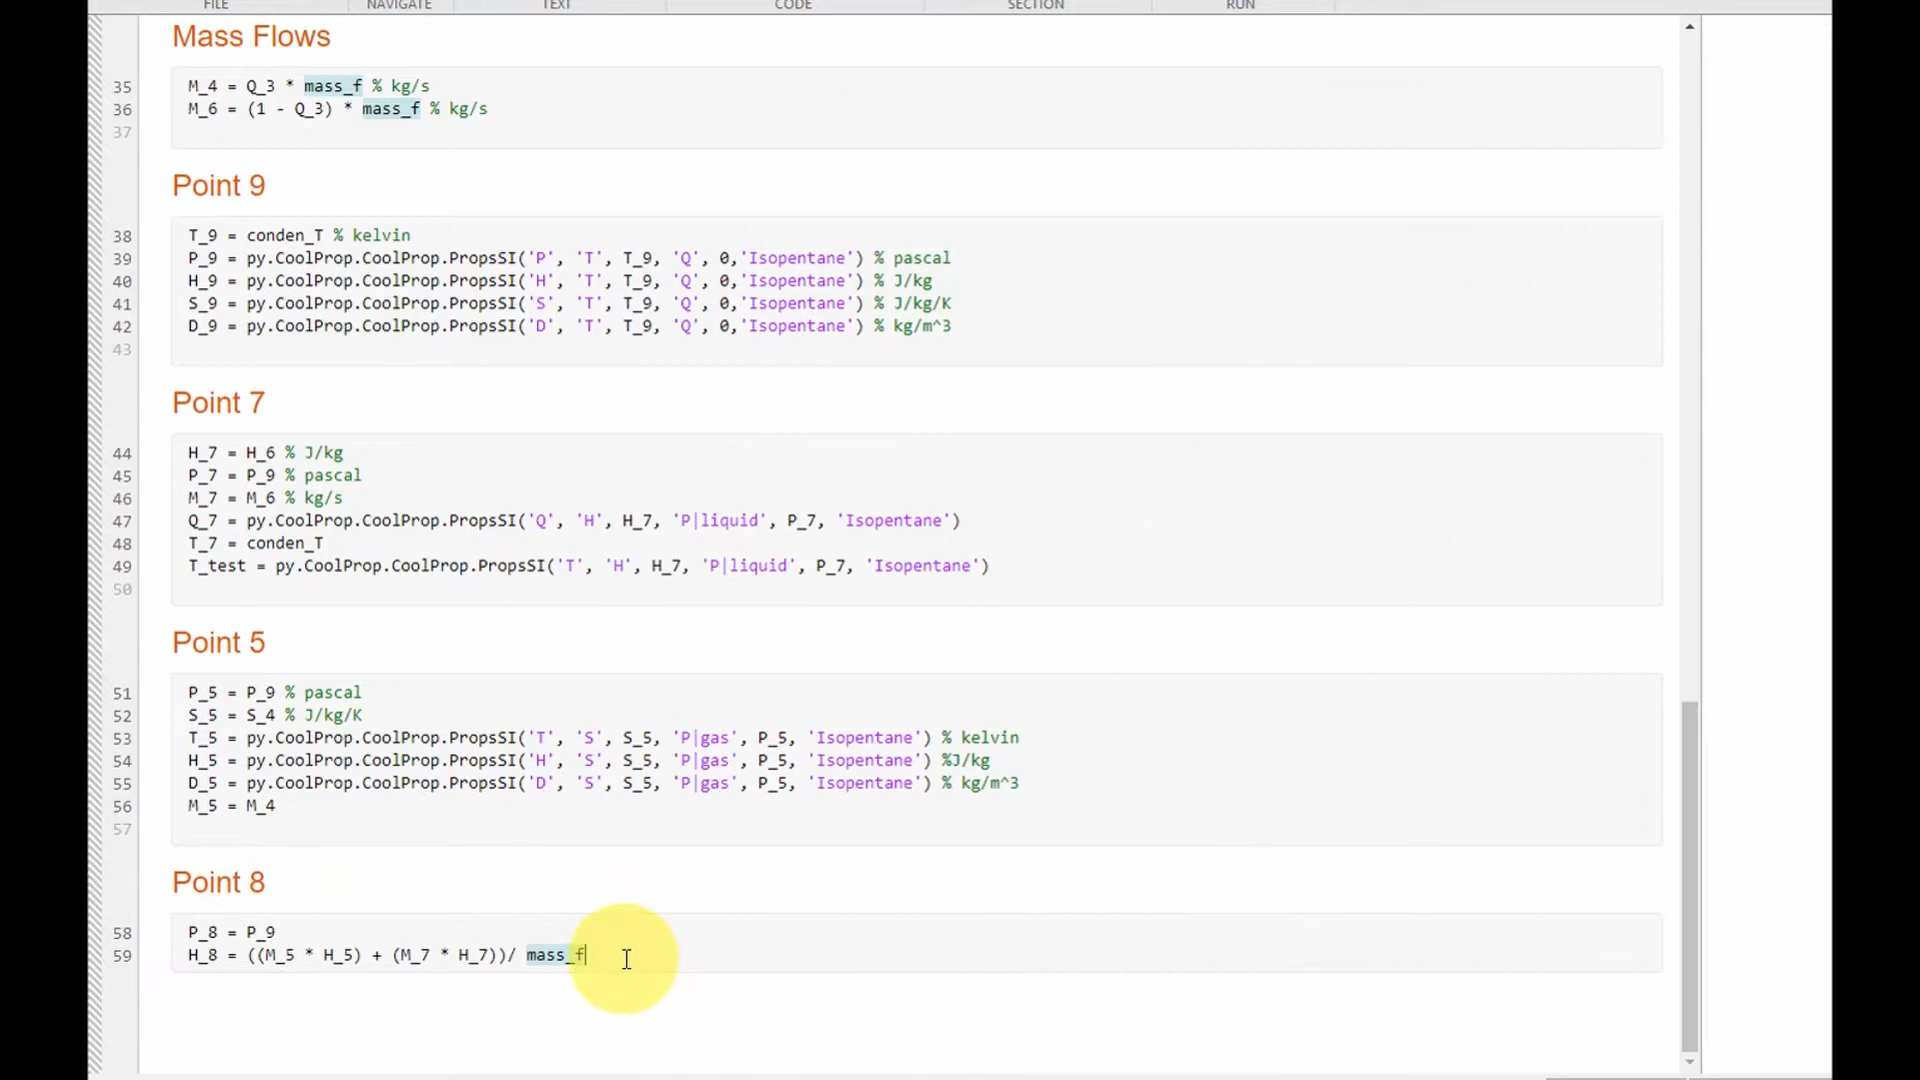 FILE NAVIGATE TEXT CODE SECTION RUN
Mass Flows
35 M_4 = Q_3 * mass_f % kg/s
36 M_6 = (1 - Q_3) * mass_f % kg/s
37
Point 9
38 T_9 = conden_T % kelvin
39 P_9 = py.CoolProp.CoolProp.PropsSI('P', 'T', T_9, 'Q', 0,'Isopentane') % pascal
40 H_9 = py.CoolProp.CoolProp.PropsSI('H', 'T', T_9, 'Q', 0,'Isopentane') % J/kg
41 S_9 = py.CoolProp.CoolProp.PropsSI('S', 'T', T_9, 'Q', 0,'Isopentane') % J/kg/K
42 D_9 = py.CoolProp.CoolProp.PropsSI('D', 'T', T_9, 'Q', 0,'Isopentane') % kg/m^3
43
Point 7
44 H_7 = H_6 % J/kg
45 P_7 = P_9 % pascal
46 M_7 = M_6 % kg/s
47 Q_7 = py.CoolProp.CoolProp.PropsSI('Q', 'H', H_7, 'P|liquid', P_7, 'Isopentane')
48 T_7 = conden_T
49 T_test = py.CoolProp.CoolProp.PropsSI('T', 'H', H_7, 'P|liquid', P_7, 'Isopentane')
50
Point 5
51 P_5 = P_9 % pascal
52 S_5 = S_4 % J/kg/K
53 T_5 = py.CoolProp.CoolProp.PropsSI('T', 'S', S_5, 'P|gas', P_5, 'Isopentane') % kelvin
54 H_5 = py.CoolProp.CoolProp.PropsSI('H', 'S', S_5, 'P|gas', P_5, 'Isopentane') %J/kg
55 D_5 = py.CoolProp.CoolProp.PropsSI('D', 'S', S_5, 'P|gas', P_5, 'Isopentane') % kg/m^3
56 M_5 = M_4
57
Point 8
58 P_8 = P_9
59 H_8 = ((M_5 * H_5) + (M_7 * H_7))/ mass_f